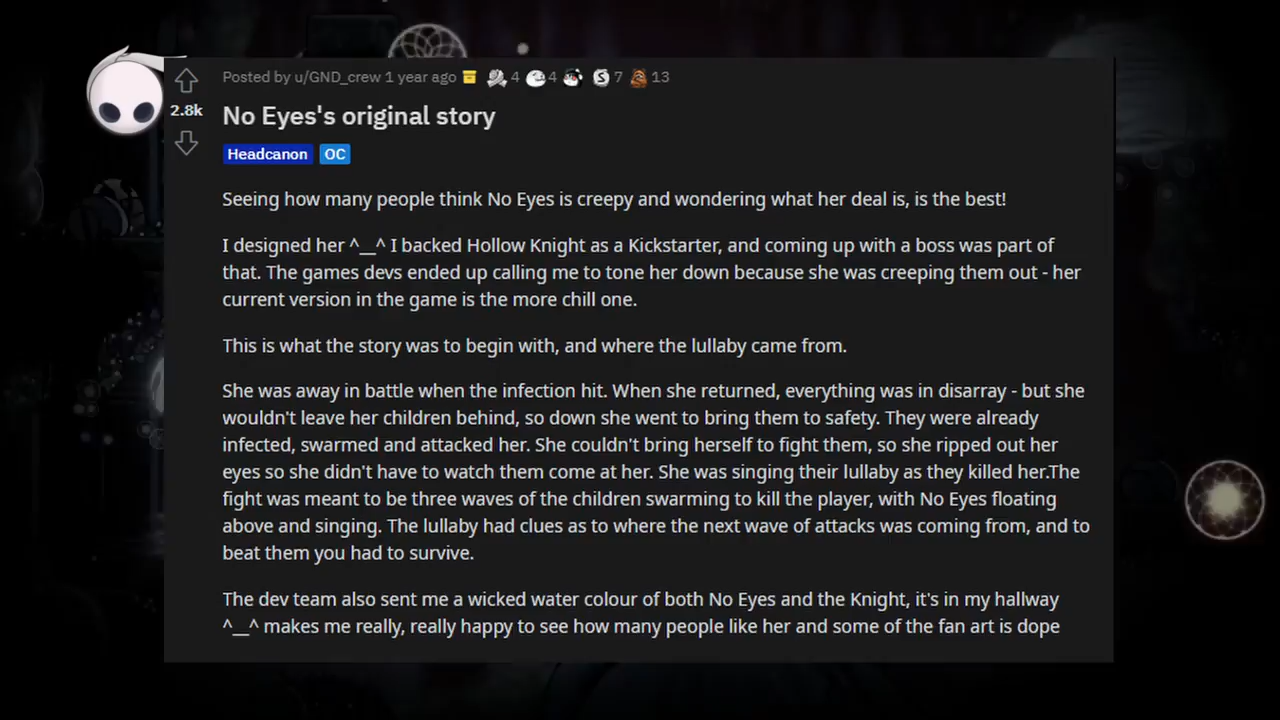 Posted by u/GND_crew 1 year ago 4 4 S 7 13
2.8k
No Eyes's original story
Headcanon OC
Seeing how many people think No Eyes is creepy and wondering what her deal is, is the best!
I designed her ^__^ I backed Hollow Knight as a Kickstarter, and coming up with a boss was part of
that. The games devs ended up calling me to tone her down because she was creeping them out - her
current version in the game is the more chill one.
This is what the story was to begin with, and where the lullaby came from.
She was away in battle when the infection hit. When she returned, everything was in disarray - but she
wouldn't leave her children behind, so down she went to bring them to safety. They were already
infected, swarmed and attacked her. She couldn't bring herself to fight them, so she ripped out her
eyes so she didn't have to watch them come at her. She was singing their lullaby as they killed her.The
fight was meant to be three waves of the children swarming to kill the player, with No Eyes floating
above and singing. The lullaby had clues as to where the next wave of attacks was coming from, and to
beat them you had to survive.
The dev team also sent me a wicked water colour of both No Eyes and the Knight, it's in my hallway
^__^ makes me really, really happy to see how many people like her and some of the fan art is dope